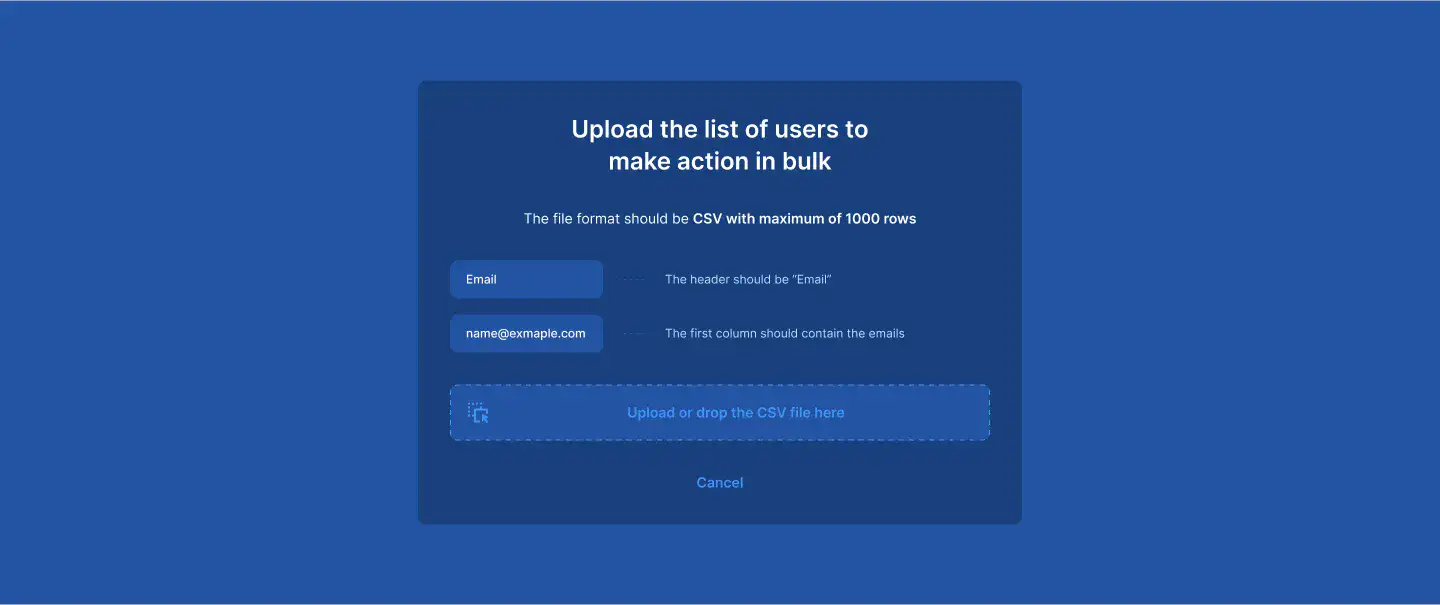 Upload the list of users to
make action in bulk
The file format should be CSV with maximum of 1000 rows
Email
The header should be “Email”
name@exmaple.com
The first column should contain the emails
Upload or drop the CSV file here
Cancel